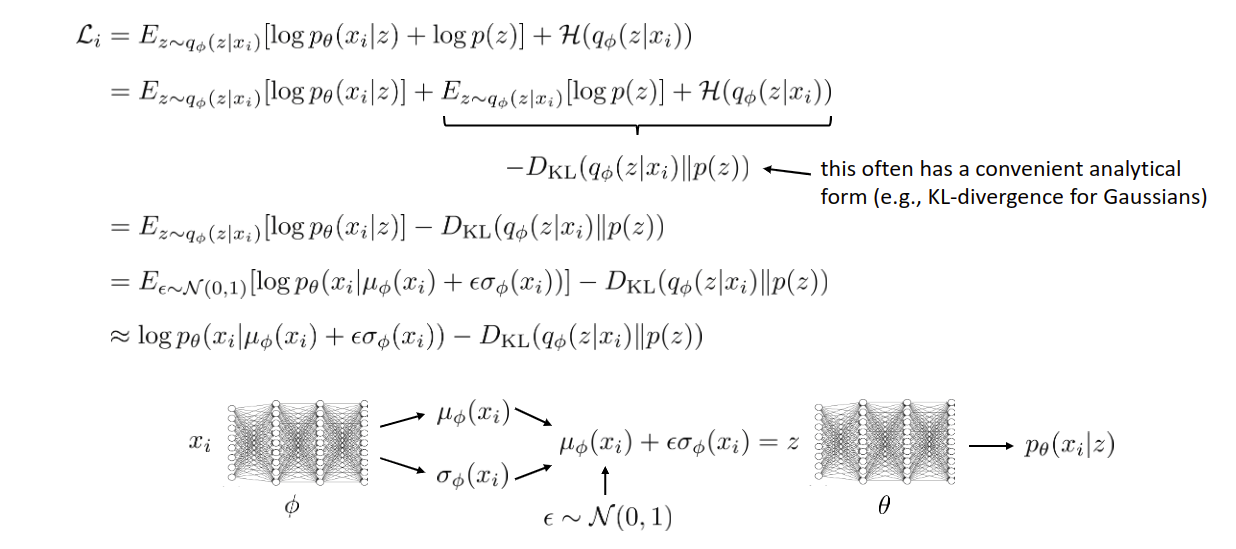 ℒᵢ = E_{z∼q_ϕ(z|x_i)}[log p_θ(x_i|z) + log p(z)] + ℋ(q_ϕ(z|x_i))
= E_{z∼q_ϕ(z|x_i)}[log p_θ(x_i|z)] + E_{z∼q_ϕ(z|x_i)}[log p(z)] + ℋ(q_ϕ(z|x_i))
−D_KL(q_ϕ(z|x_i)‖p(z))
this often has a convenient analytical
form (e.g., KL-divergence for Gaussians)
= E_{z∼q_ϕ(z|x_i)}[log p_θ(x_i|z)] − D_KL(q_ϕ(z|x_i)‖p(z))
= E_{ϵ∼𝒩(0,1)}[log p_θ(x_i|μ_ϕ(x_i) + ϵσ_ϕ(x_i))] − D_KL(q_ϕ(z|x_i)‖p(z))
≈ log p_θ(x_i|μ_ϕ(x_i) + ϵσ_ϕ(x_i)) − D_KL(q_ϕ(z|x_i)‖p(z))
x_i
ϕ
μ_ϕ(x_i)
σ_ϕ(x_i)
μ_ϕ(x_i) + ϵσ_ϕ(x_i) = z
ϵ ∼ 𝒩(0, 1)
θ
p_θ(x_i|z)